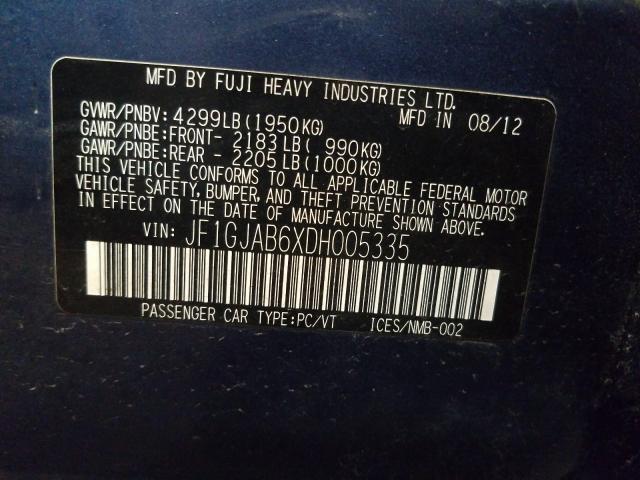 MFD BY FUJI HEAVY INDUSTRIES LTD.
GVWR/PNBV: 4299LB (1950KG) MFD IN 08/12
GAWR/PNBE:FRONT- 2183 LB ( 990KG)
GAWR/PNBE:REAR - 2205 LB (1000KG)
THIS VEHICLE CONFORMS TO ALL APPLICABLE FEDERAL MOTOR
VEHICLE SAFETY, BUMPER, AND THEFT PREVENTION STANDARDS
IN EFFECT ON THE DATE OF MANUFACTURE SHOWN ABOVE.
VIN: JF1GJAB6XDH005335
PASSENGER CAR TYPE:PC/VT ICES/NMB-002